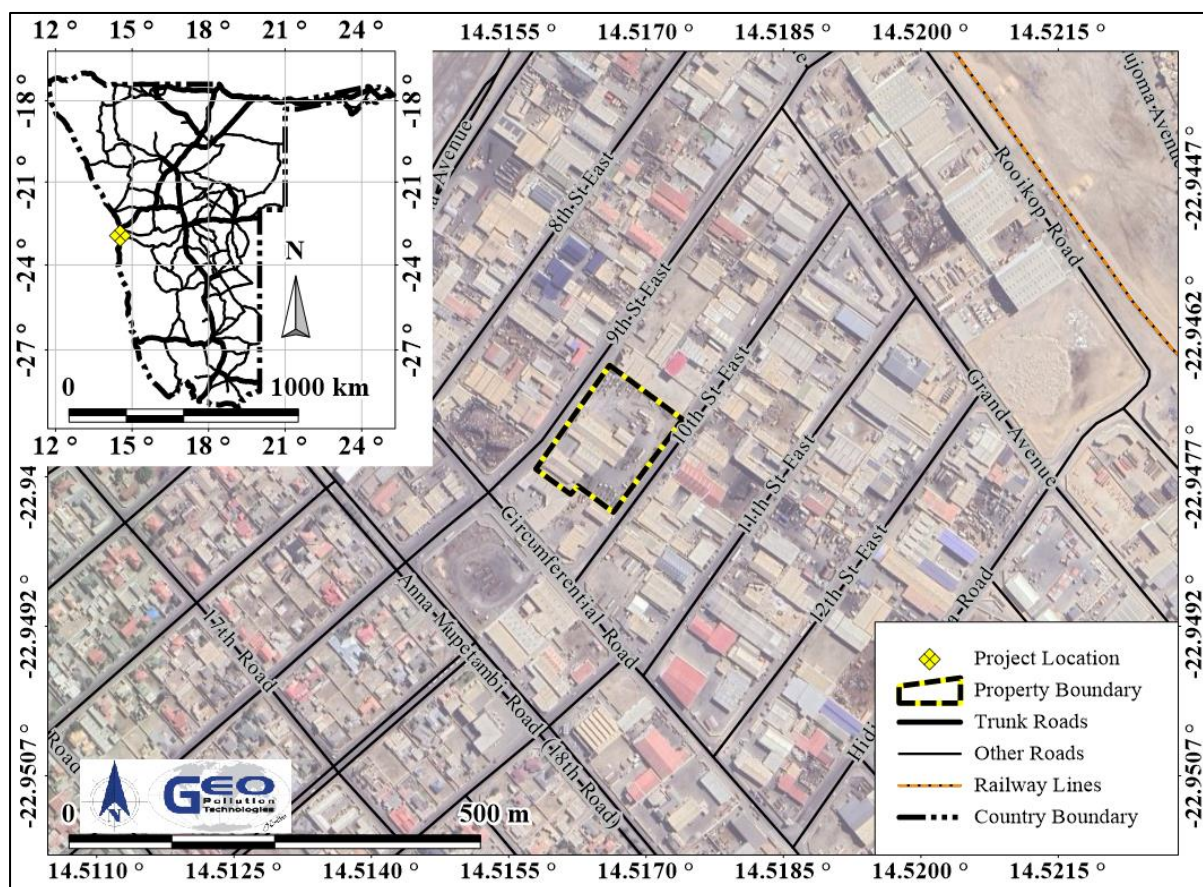 12 ° 15 ° 18 ° 21 ° 24 °
14.5155 ° 14.5170 ° 14.5185 ° 14.5200 ° 14.5215 °
-18
-21
-24
-27
N
0 1000 km
12 ° 15 ° 18 ° 21 ° 24 °
Avenue
8th St East
9th St East
10th St East
11th St East
12th St East
Rooikop Road
Grand Avenue
ujoma Avenue
Circumferential Road
Anna Mupetambi Road (18th Road)
17th Road
Road
Hid
a Road
-22.9447 °
-22.9462 °
-22.9477 °
-22.9492 °
-22.9507 °
-22.94
-22.9492 °
-22.9507 °
Project Location
Property Boundary
Trunk Roads
Other Roads
Railway Lines
Country Boundary
N
GEO
Pollution
Technologies
0 500 m
14.5110 ° 14.5125 ° 14.5140 ° 14.5155 ° 14.5170 ° 14.5185 ° 14.5200 ° 14.5215 °